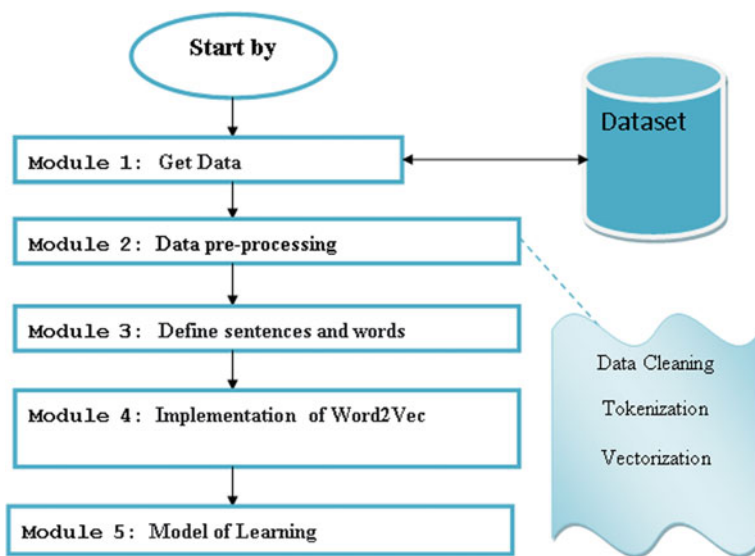 Start by
Dataset
Module 1: Get Data
Module 2: Data pre-processing
Module 3: Define sentences and words
Data Cleaning
Tokenization
Vectorization
Module 4: Implementation of Word2Vec
Module 5: Model of Learning